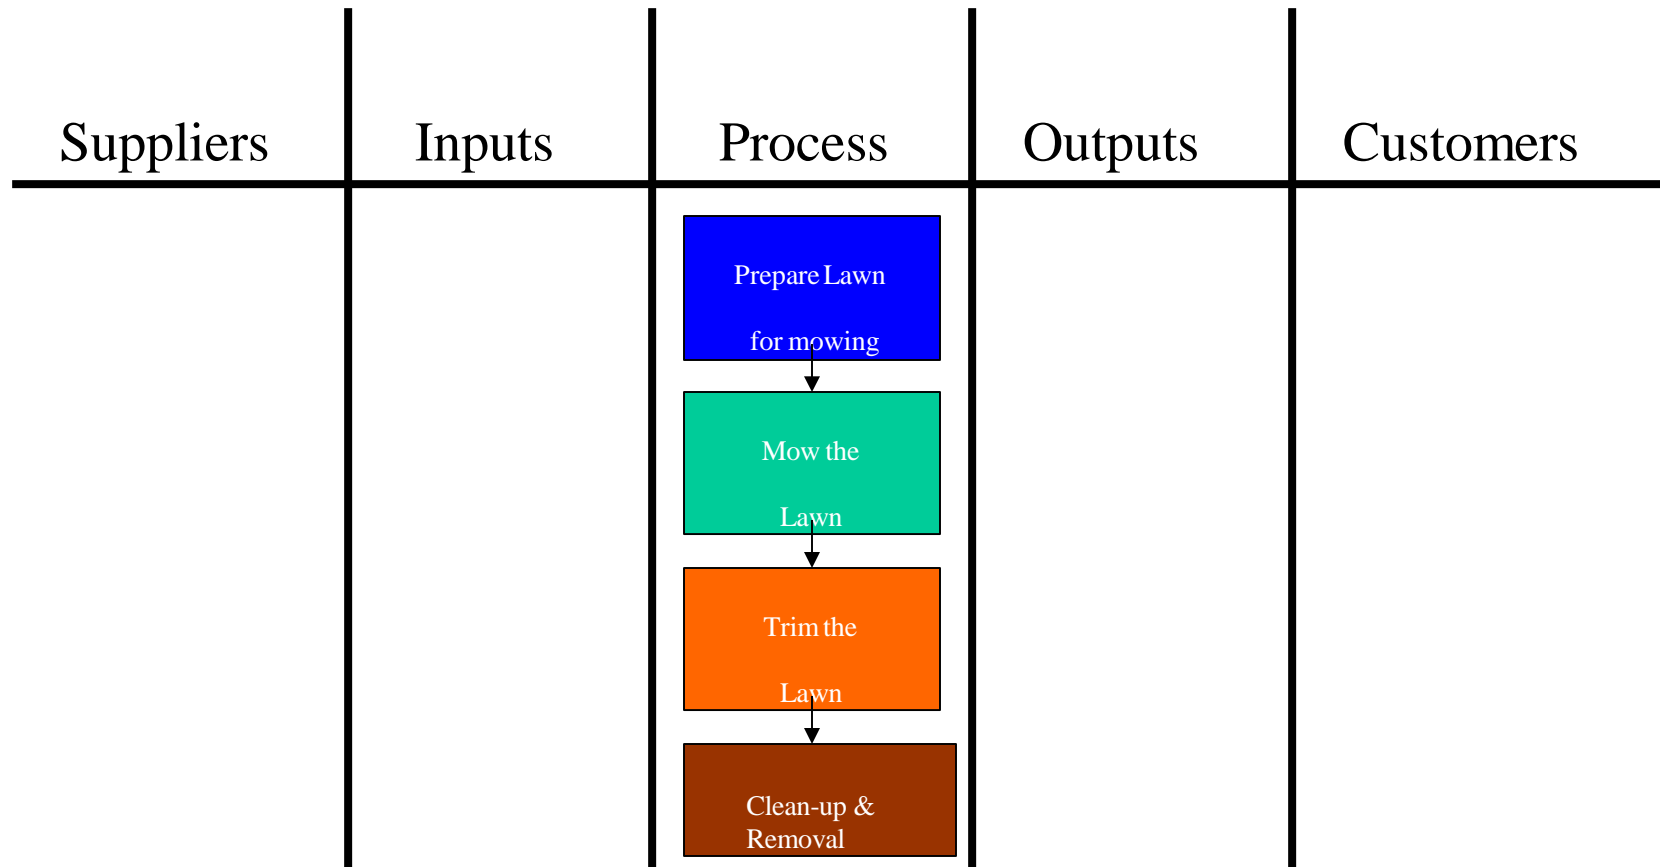 Suppliers Inputs Process Outputs Customers
Prepare Lawn
for mowing
Mow the
Lawn
Trim the
Lawn
Clean-up &
Removal